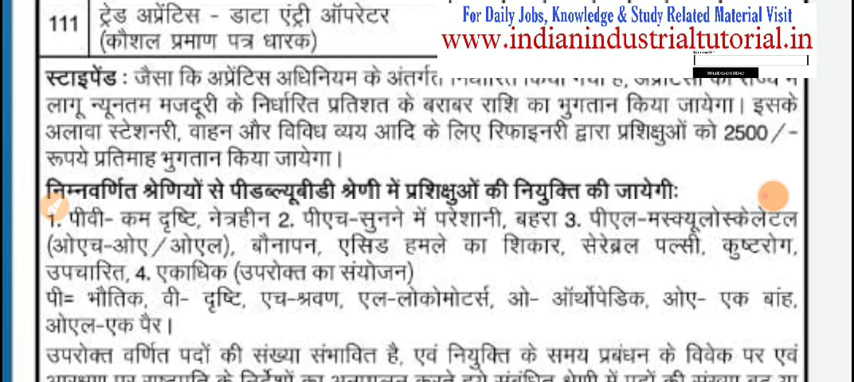 For Daily Jobs, Knowledge & Study Related Material Visit
www.indianindustrialtutorial.in
Subscribe
111 ट्रेड अप्रेंटिस - डाटा एंट्री ऑपरेटर
(कौशल प्रमाण पत्र धारक)
स्टाइपेंड : जैसा कि अप्रेंटिस अधिनियम के अंतर्गत निर्धारित किया गया है, अप्रेंटिसों को राज्य में
लागू न्यूनतम मजदूरी के निर्धारित प्रतिशत के बराबर राशि का भुगतान किया जायेगा। इसके
अलावा स्टेशनरी, वाहन और विविध व्यय आदि के लिए रिफाइनरी द्वारा प्रशिक्षुओं को 2500/-
रूपये प्रतिमाह भुगतान किया जायेगा।
निम्नवर्णित श्रेणियों से पीडब्ल्यूबीडी श्रेणी में प्रशिक्षुओं की नियुक्ति की जायेगी:
1. पीवी- कम दृष्टि, नेत्रहीन 2. पीएच-सुनने में परेशानी, बहरा 3. पीएल-मस्क्यूलोस्केलेटल
(ओएच-ओए/ओएल), बौनापन, एसिड हमले का शिकार, सेरेब्रल पल्सी, कुष्टरोग,
उपचारित, 4. एकाधिक (उपरोक्त का संयोजन)
पी= भौतिक, वी- दृष्टि, एच-श्रवण, एल-लोकोमोटर्स, ओ- ऑर्थोपेडिक, ओए- एक बांह,
ओएल-एक पैर।
उपरोक्त वर्णित पदों की संख्या संभावित है, एवं नियुक्ति के समय प्रबंधन के विवेक पर एवं